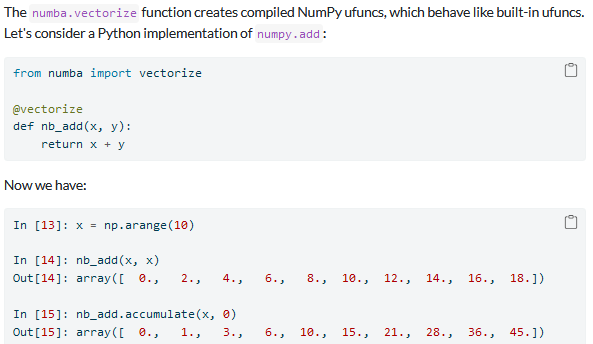 The numba.vectorize function creates compiled NumPy ufuncs, which behave like built-in ufuncs.
Let's consider a Python implementation of numpy.add:
from numba import vectorize
@vectorize
def nb_add(x, y):
    return x + y
Now we have:
In [13]: x = np.arange(10)
In [14]: nb_add(x, x)
Out[14]: array([  0.,   2.,   4.,   6.,   8.,  10.,  12.,  14.,  16.,  18.])
In [15]: nb_add.accumulate(x, 0)
Out[15]: array([  0.,   1.,   3.,   6.,  10.,  15.,  21.,  28.,  36.,  45.])